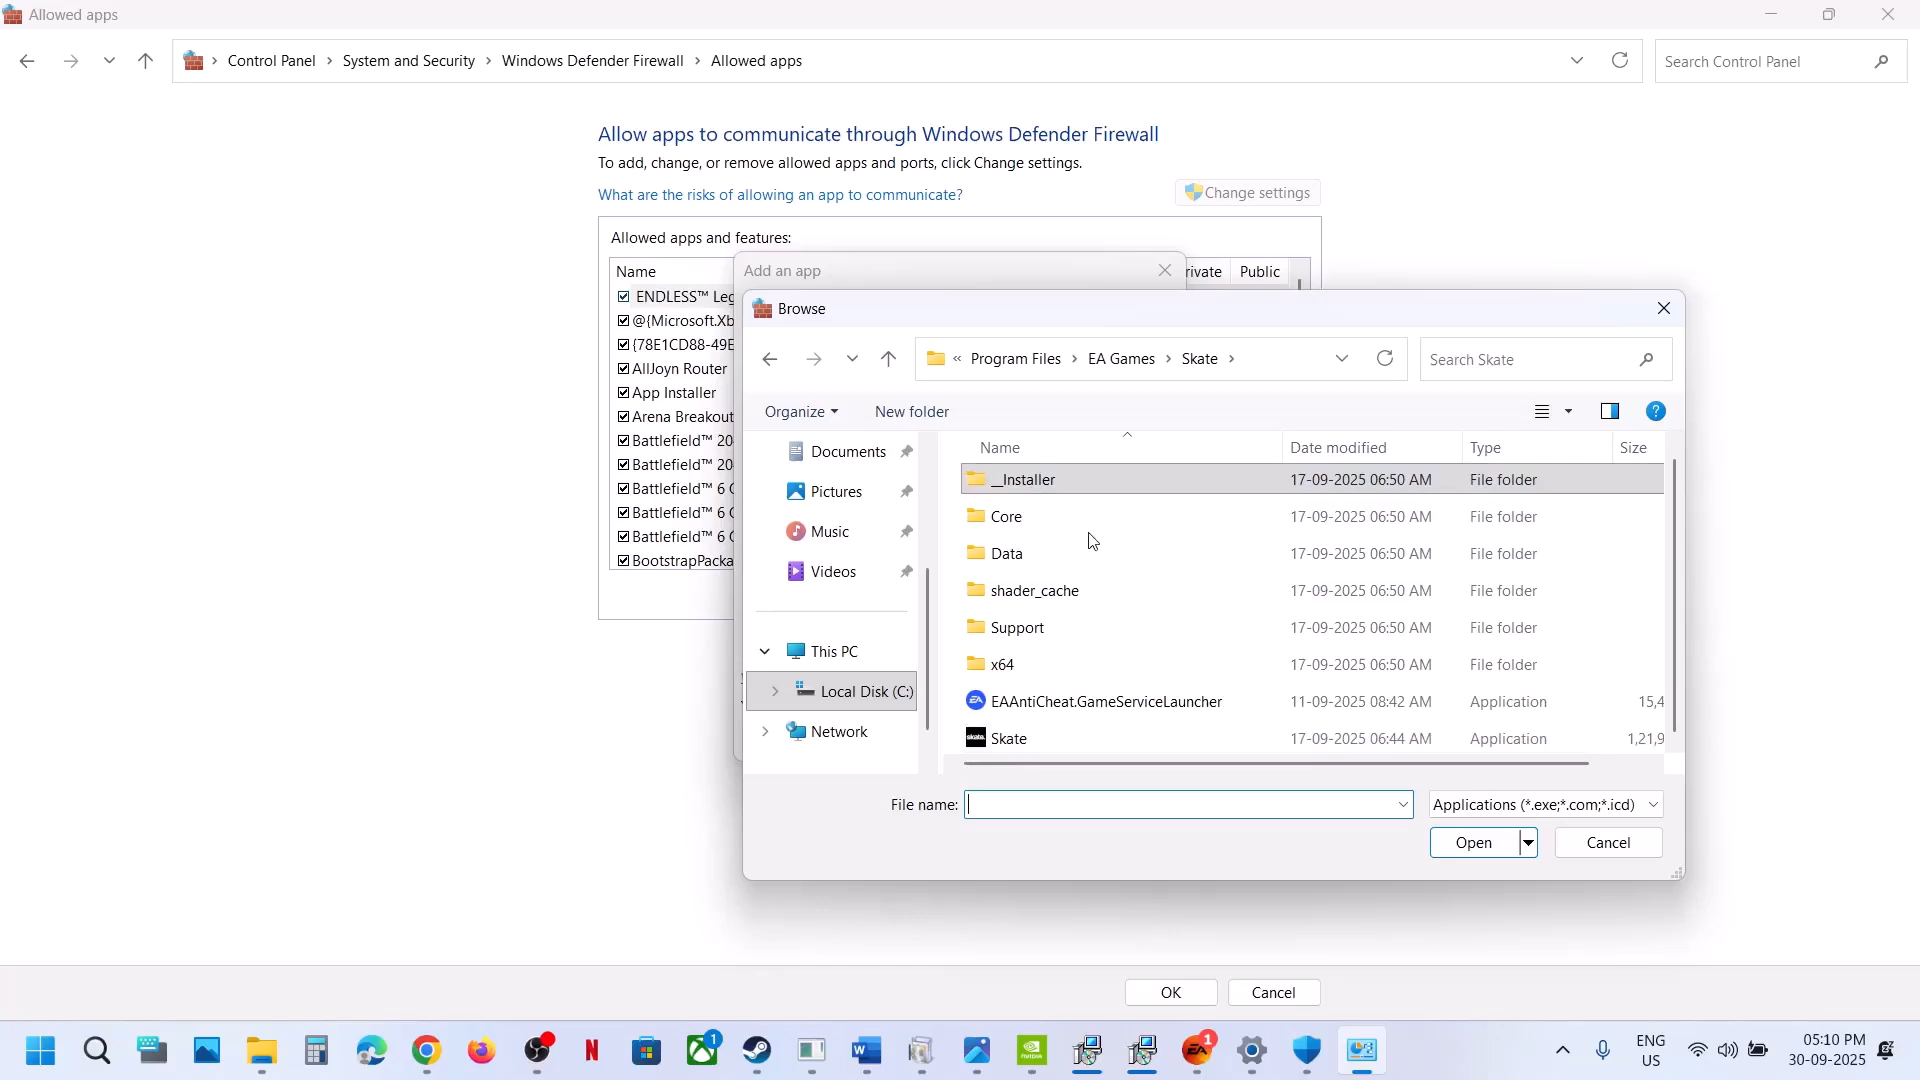 Allowed apps
Control Panel > System and Security > Windows Defender Firewall > Allowed apps
Search Control Panel
Allow apps to communicate through Windows Defender Firewall
To add, change, or remove allowed apps and ports, click Change settings.
What are the risks of allowing an app to communicate?
Change settings
Allowed apps and features:
Name
rivate
Public
ENDLESS™ Leg
@{Microsoft.Xb
{78E1CD88-49E
AllJoyn Router
App Installer
Arena Breakout
Battlefield™ 20
Battlefield™ 20
Battlefield™ 6 O
Battlefield™ 6 O
Battlefield™ 6 O
BootstrapPacka
Add an app
Browse
« Program Files > EA Games > Skate >
Search Skate
Organize
New folder
Documents
Pictures
Music
Videos
This PC
Local Disk (C:)
Network
Name Date modified Type Size
__Installer 17-09-2025 06:50 AM File folder
Core 17-09-2025 06:50 AM File folder
Data 17-09-2025 06:50 AM File folder
shader_cache 17-09-2025 06:50 AM File folder
Support 17-09-2025 06:50 AM File folder
x64 17-09-2025 06:50 AM File folder
EAAntiCheat.GameServiceLauncher 11-09-2025 08:42 AM Application 15,4
Skate 17-09-2025 06:44 AM Application 1,21,9
File name:
Applications (*.exe;*.com;*.icd)
Open
Cancel
OK
Cancel
1
1
ENG
US
05:10 PM
30-09-2025